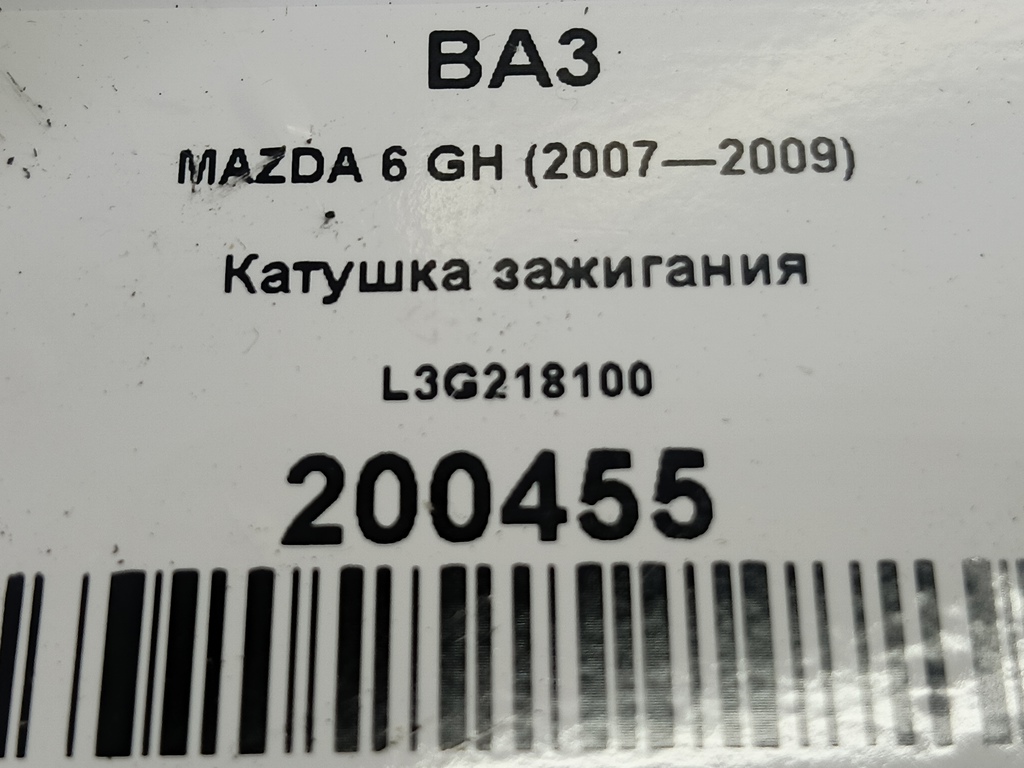 ВАЗ
MAZDA 6 GH (2007—2009)
Катушка зажигания
L3G218100
200455